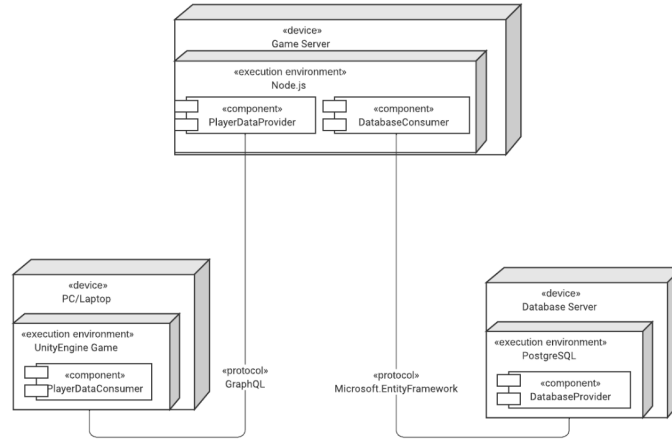 «device»
Game Server
«execution environment»
Node.js
«component»
PlayerDataProvider
«component»
DatabaseConsumer
«device»
PC/Laptop
«execution environment»
UnityEngine Game
«component»
PlayerDataConsumer
«protocol»
GraphQL
«protocol»
Microsoft.EntityFramework
«device»
Database Server
«execution environment»
PostgreSQL
«component»
DatabaseProvider